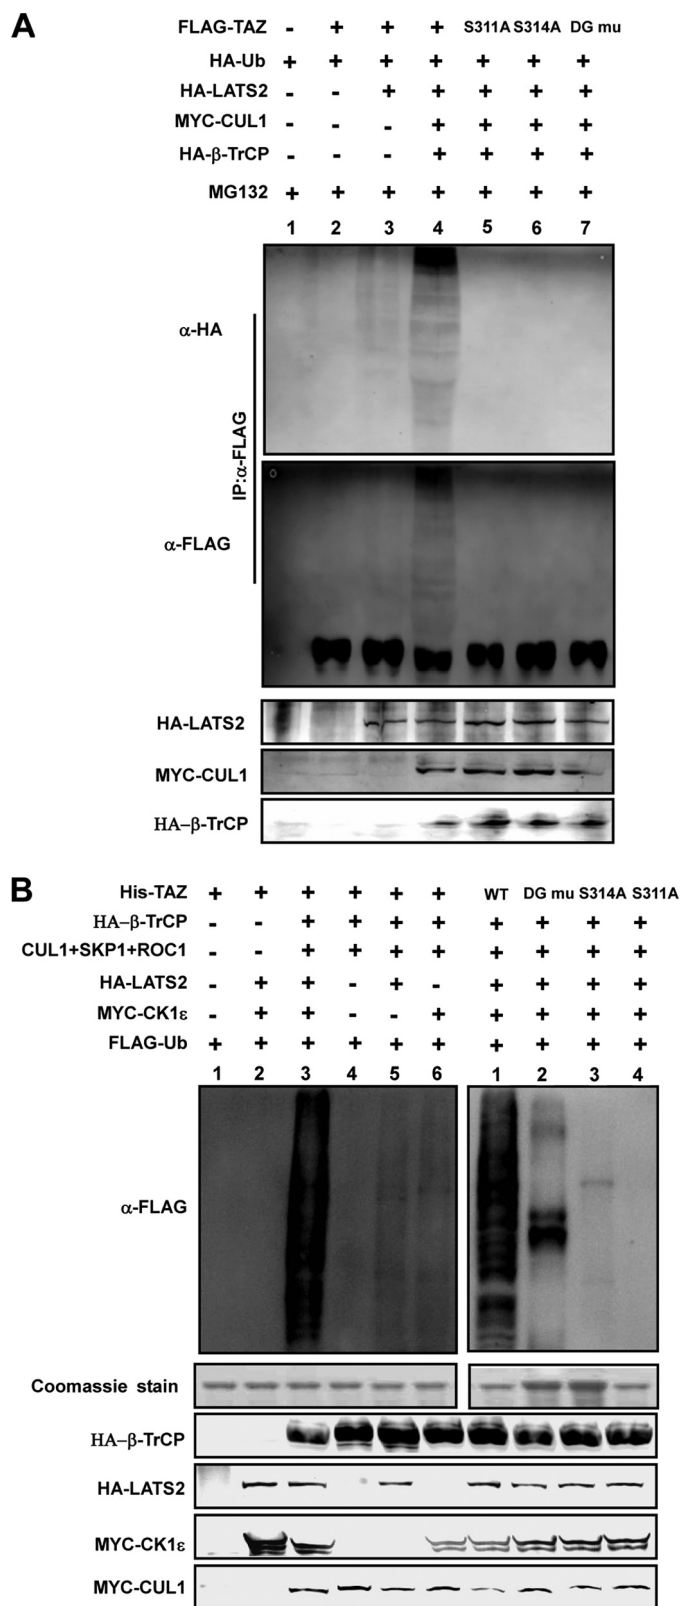 A
FLAG-TAZ - + + + S311A S314A DG mu
HA-Ub + + + + + + +
HA-LATS2 - - + + + + +
MYC-CUL1 - - - + + + +
HA-β-TrCP - - - + + + +
MG132 + + + + + + +
1 2 3 4 5 6 7
α-HA
IP:α-FLAG
α-FLAG
HA-LATS2
MYC-CUL1
HA-β-TrCP
B
His-TAZ + + + + + + WT DG mu S314A S311A
HA-β-TrCP - - + + + + + + + +
CUL1+SKP1+ROC1 - - + + + + + + + +
HA-LATS2 - + + - + - + + + +
MYC-CK1ε - + + - - + + + + +
FLAG-Ub + + + + + + + + + +
1 2 3 4 5 6 1 2 3 4
α-FLAG
Coomassie stain
HA-β-TrCP
HA-LATS2
MYC-CK1ε
MYC-CUL1